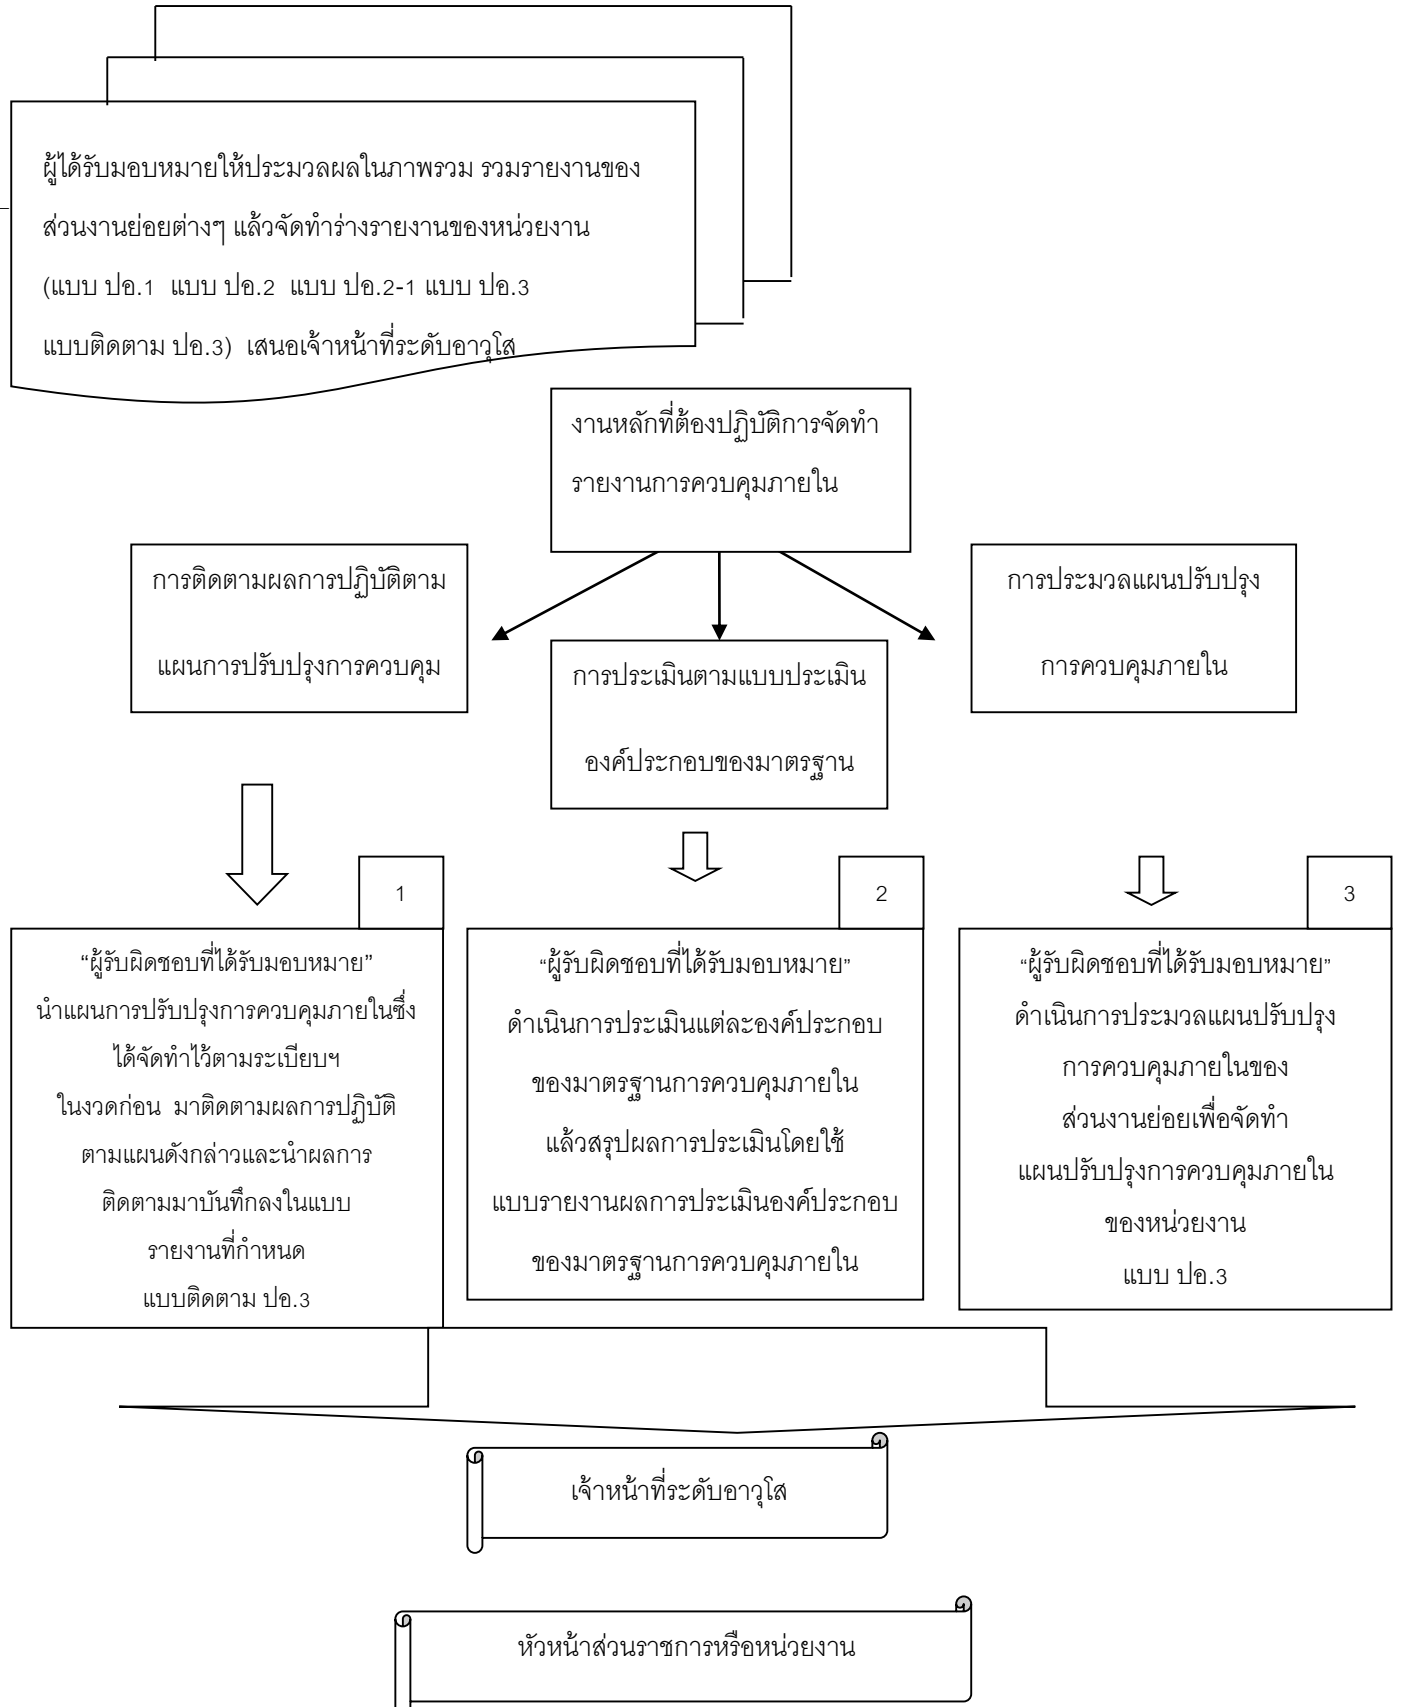 ผู้ได้รับมอบหมายให้ประมวลผลในภาพรวม รวมรายงานของ
ส่วนงานย่อยต่างๆ แล้วจัดทำร่างรายงานของหน่วยงาน
(แบบ ปอ.1 แบบ ปอ.2 แบบ ปอ.2-1 แบบ ปอ.3
แบบติดตาม ปอ.3) เสนอเจ้าหน้าที่ระดับอาวุโส
งานหลักที่ต้องปฏิบัติการจัดทำ
รายงานการควบคุมภายใน
การติดตามผลการปฏิบัติตาม
แผนการปรับปรุงการควบคุม
การประเมินตามแบบประเมิน
องค์ประกอบของมาตรฐาน
การประมวลแผนปรับปรุง
การควบคุมภายใน
1
“ผู้รับผิดชอบที่ได้รับมอบหมาย”
นำแผนการปรับปรุงการควบคุมภายในซึ่ง
ได้จัดทำไว้ตามระเบียบฯ
ในงวดก่อน มาติดตามผลการปฏิบัติ
ตามแผนดังกล่าวและนำผลการ
ติดตามมาบันทึกลงในแบบ
รายงานที่กำหนด
แบบติดตาม ปอ.3
2
“ผู้รับผิดชอบที่ได้รับมอบหมาย”
ดำเนินการประเมินแต่ละองค์ประกอบ
ของมาตรฐานการควบคุมภายใน
แล้วสรุปผลการประเมินโดยใช้
แบบรายงานผลการประเมินองค์ประกอบ
ของมาตรฐานการควบคุมภายใน
3
“ผู้รับผิดชอบที่ได้รับมอบหมาย”
ดำเนินการประมวลแผนปรับปรุง
การควบคุมภายในของ
ส่วนงานย่อยเพื่อจัดทำ
แผนปรับปรุงการควบคุมภายใน
ของหน่วยงาน
แบบ ปอ.3
เจ้าหน้าที่ระดับอาวุโส
หัวหน้าส่วนราชการหรือหน่วยงาน